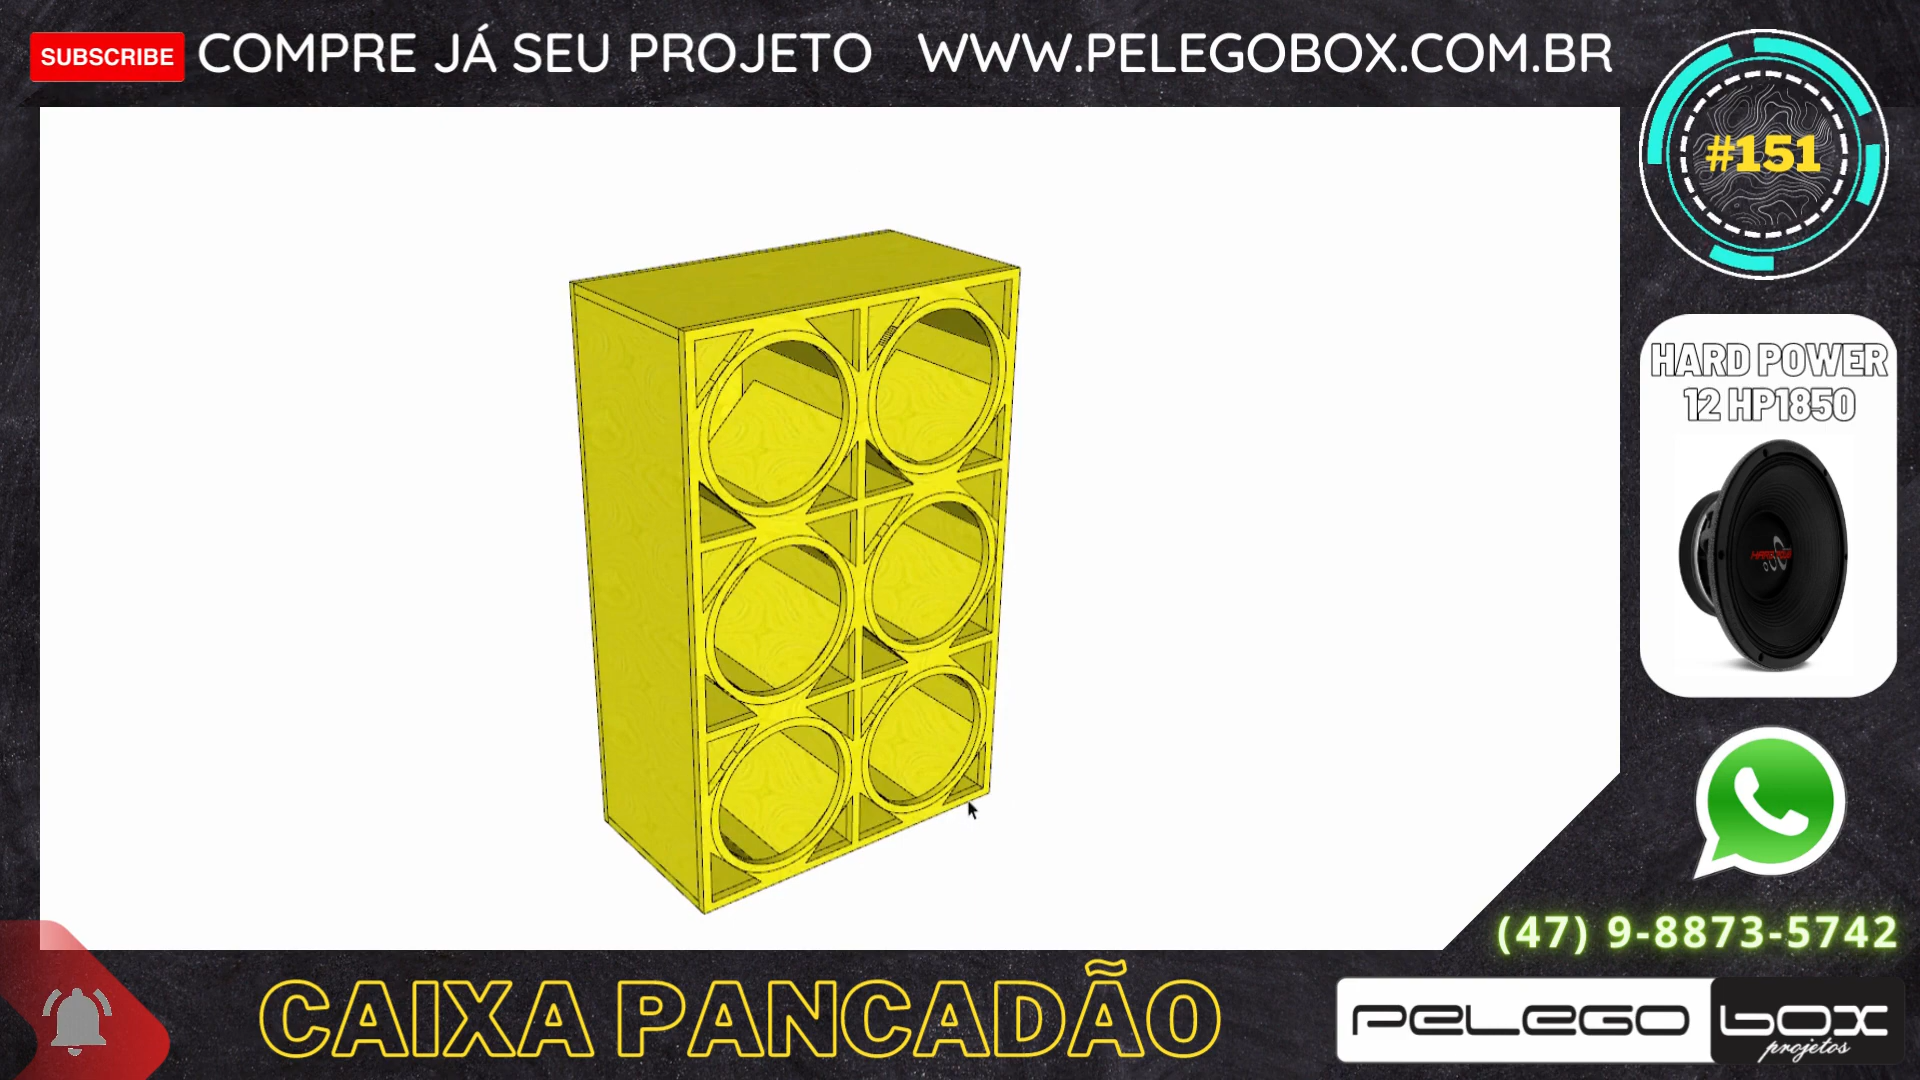 SUBSCRIBE
COMPRE JÁ SEU PROJETO WWW.PELEGOBOX.COM.BR
#151
HARD POWER
12 HP1850
(47) 9-8873-5742
CAIXA PANCADÃO
PELEGO box
projetos